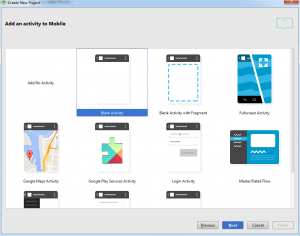 Create New Project
Add an activity to Mobile
Add No Activity
Blank Activity
Blank Activity with Fragment
Fullscreen Activity
Google Maps Activity
Google Play Services Activity
Login Activity
Master/Detail Flow
Previous
Next
Cancel
Finish